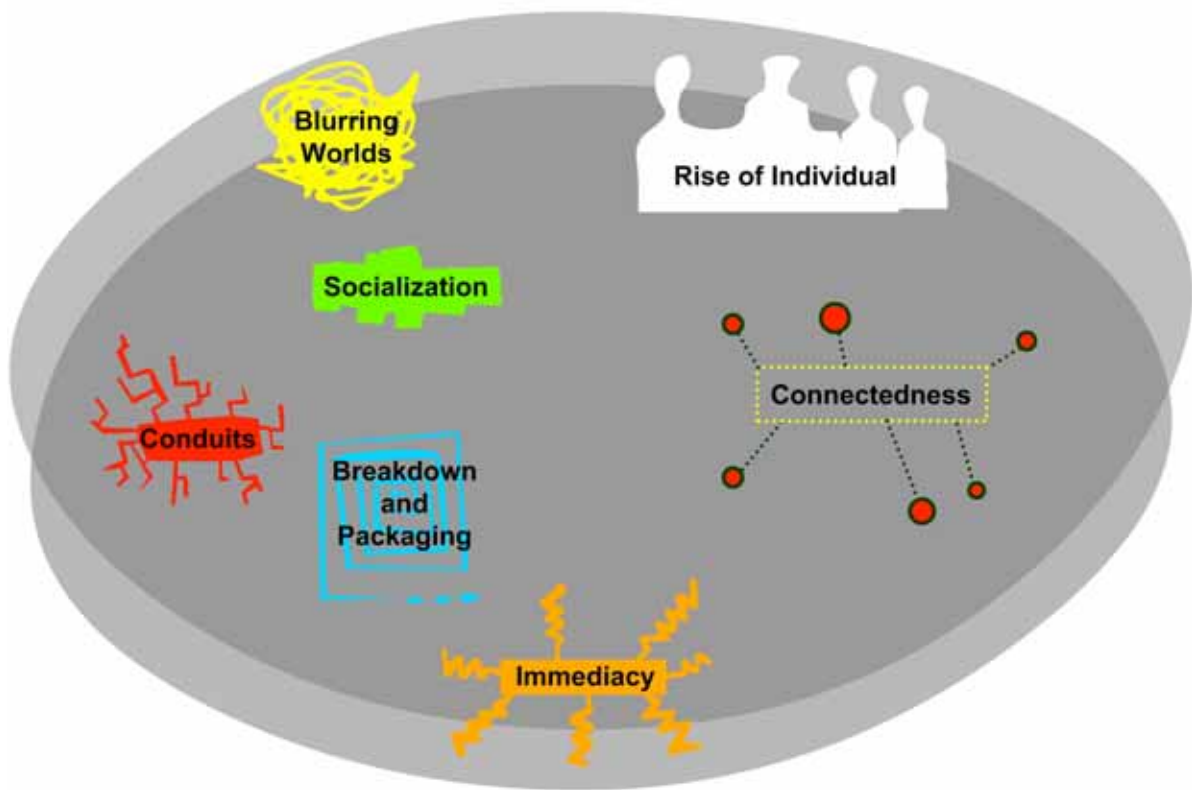 Blurring
Worlds
Rise of Individual
Socialization
Connectedness
Conduits
Breakdown
and
Packaging
Immediacy